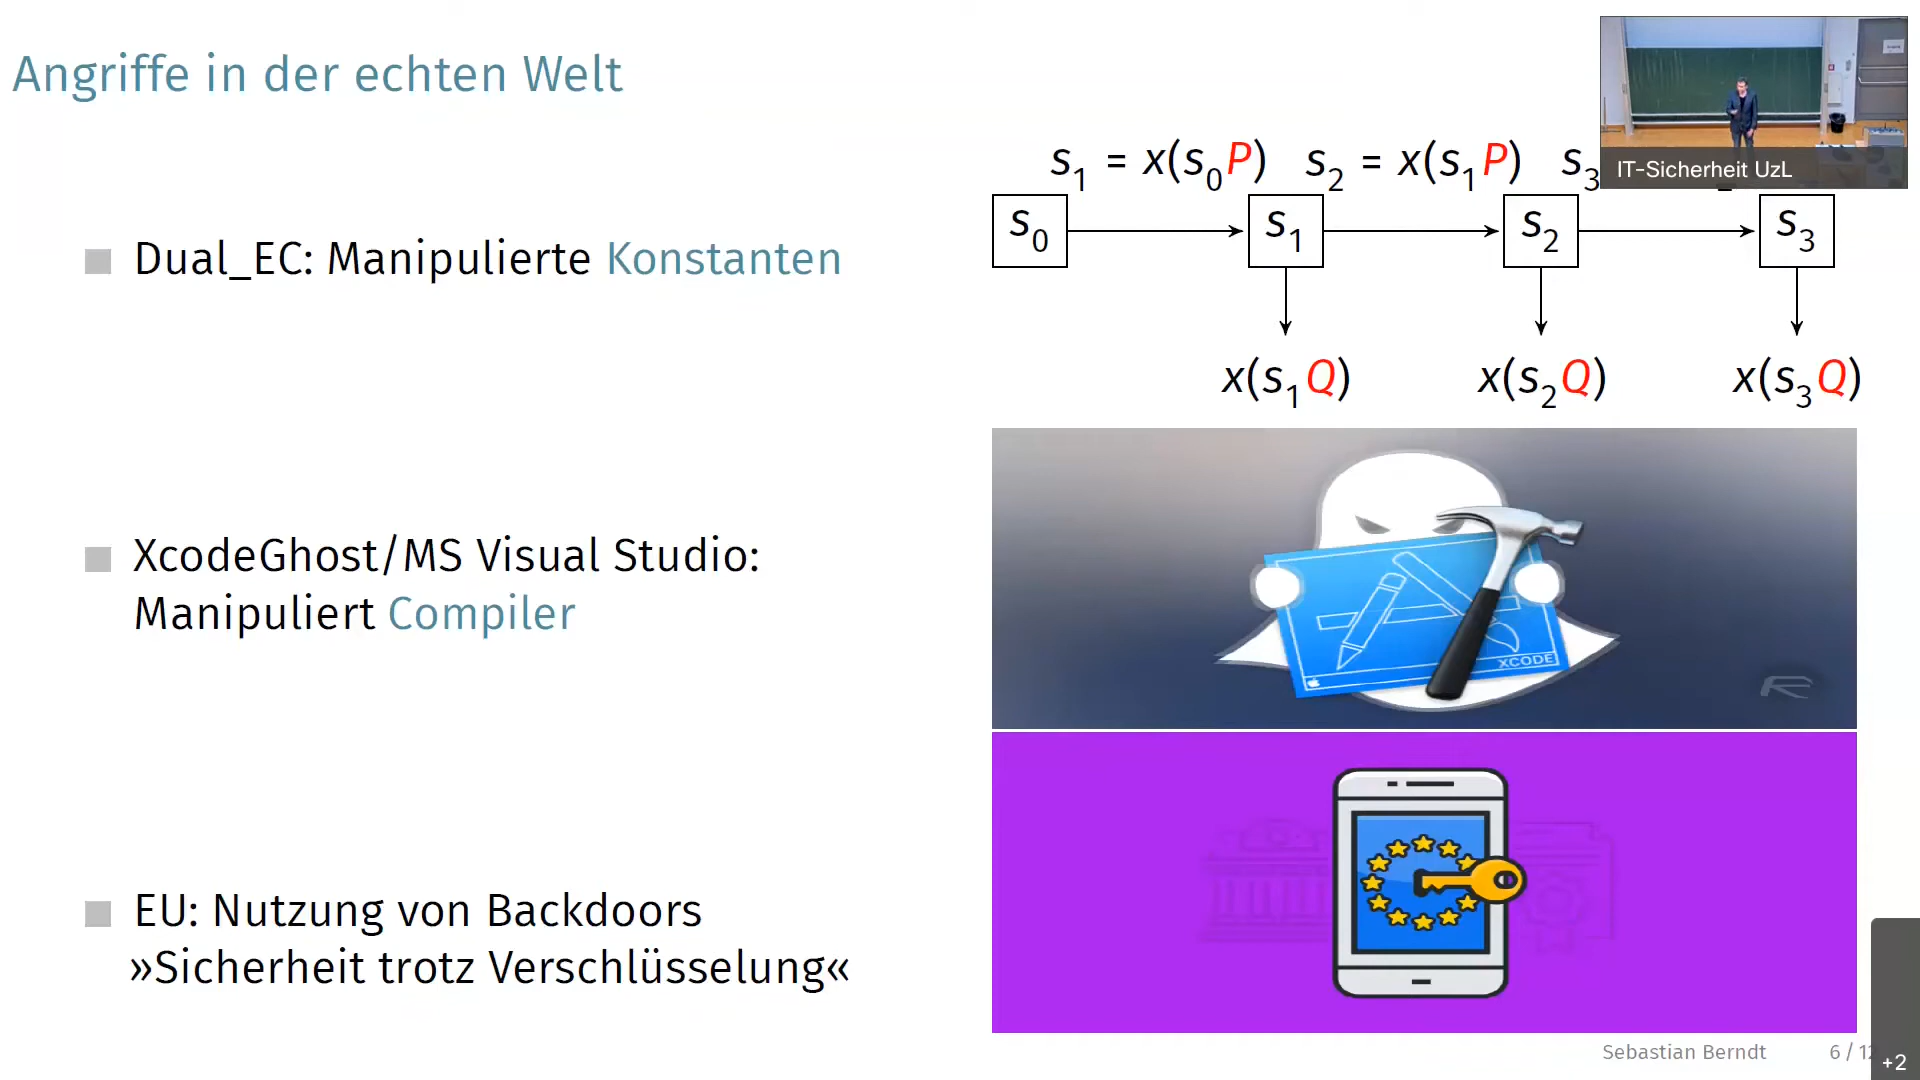 Angriffe in der echten Welt
IT-Sicherheit UzL
s1 = x(s0P) s2 = x(s1P) s3
s0 s1 s2 s3
Dual_EC: Manipulierte Konstanten
x(s1Q) x(s2Q) x(s3Q)
XcodeGhost/MS Visual Studio:
Manipuliert Compiler
XCODE
EU: Nutzung von Backdoors
»Sicherheit trotz Verschlüsselung«
Sebastian Berndt 6 / 12
+2